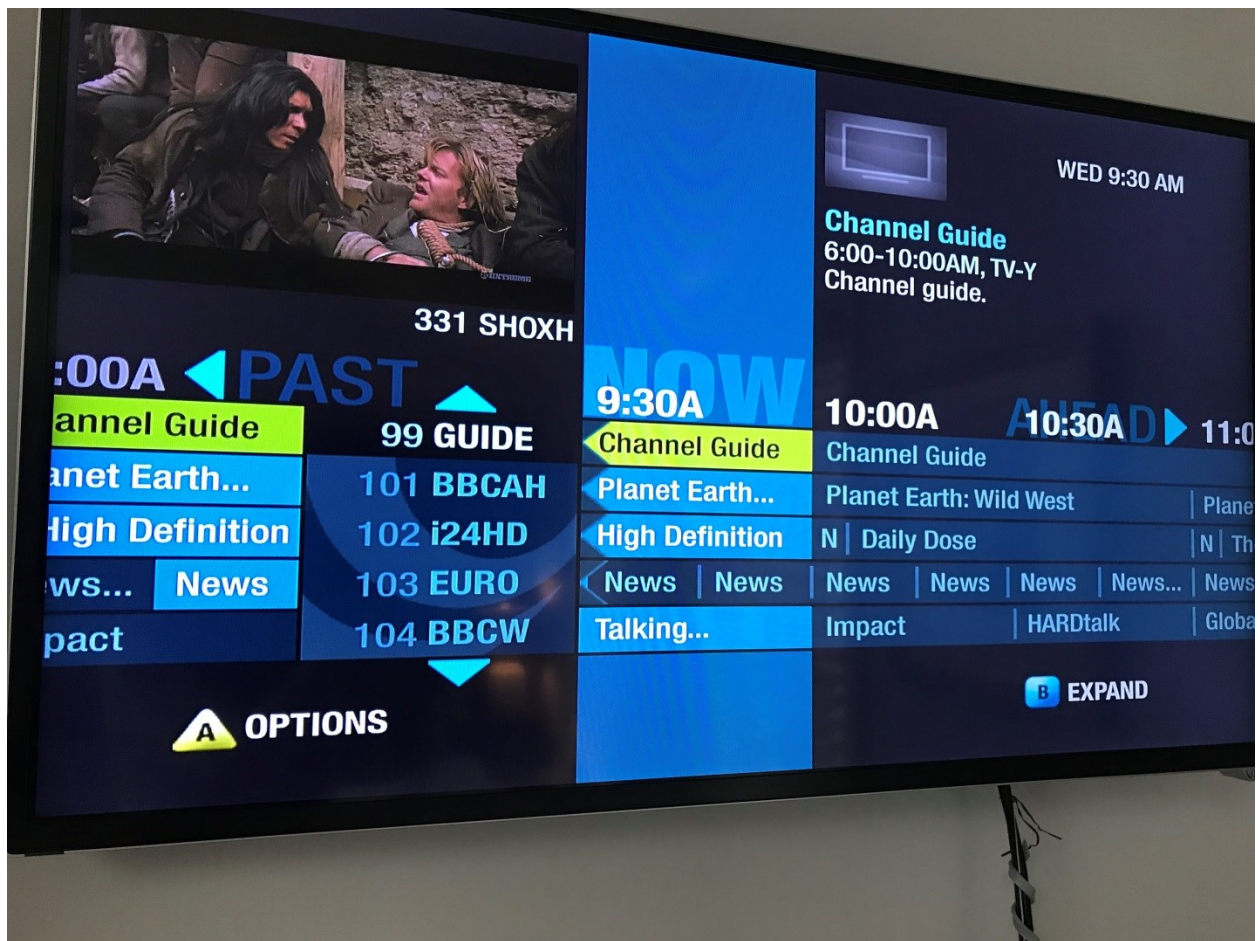 EXTREME
331 SHOXH
WED 9:30 AM
Channel Guide
6:00-10:00AM, TV-Y
Channel guide.
PAST NOW AHEAD
:00A 9:30A 10:00A 10:30A 11:0
annel Guide 99 GUIDE Channel Guide Channel Guide
anet Earth... 101 BBCAH Planet Earth... Planet Earth: Wild West Plane
High Definition 102 i24HD High Definition N Daily Dose N Th
ws... News 103 EURO News News News News News News... News
pact 104 BBCW Talking... Impact HARDtalk Globa
A OPTIONS
B EXPAND